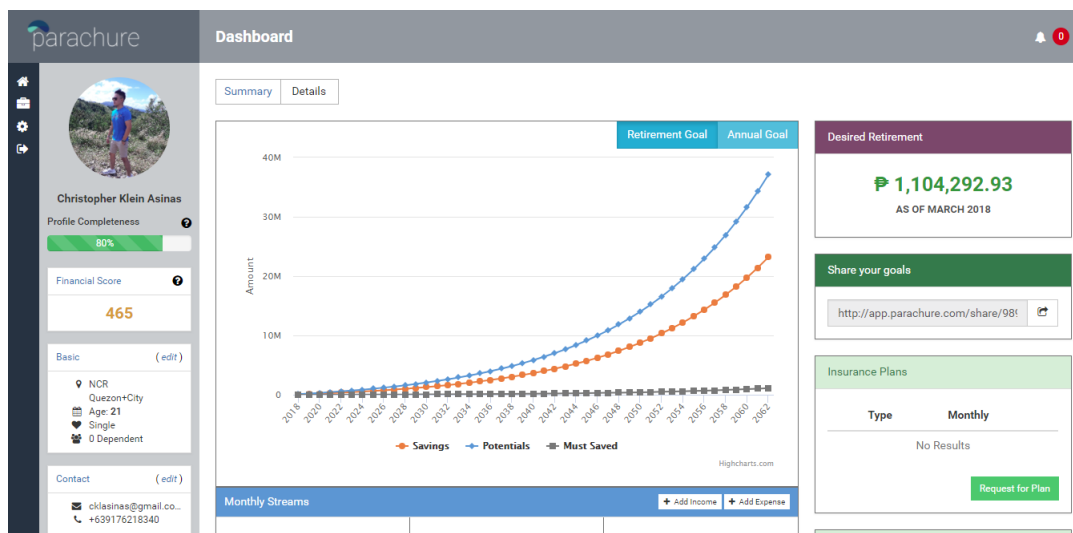 parachure
Dashboard
0
Summary
Details
Christopher Klein Asinas
Profile Completeness
80%
Financial Score
465
Basic
(edit)
NCR
Quezon+City
Age: 21
Single
0 Dependent
Contact
(edit)
cklasinas@gmail.co...
+639176218340
Retirement Goal
Annual Goal
Amount
40M
30M
20M
10M
0
2018
2020
2022
2024
2026
2028
2030
2032
2034
2036
2038
2040
2042
2044
2046
2048
2050
2052
2054
2056
2058
2060
2062
Savings
Potentials
Must Saved
Highcharts.com
Monthly Streams
+ Add Income
+ Add Expense
Desired Retirement
₱ 1,104,292.93
AS OF MARCH 2018
Share your goals
http://app.parachure.com/share/989
Insurance Plans
Type
Monthly
No Results
Request for Plan